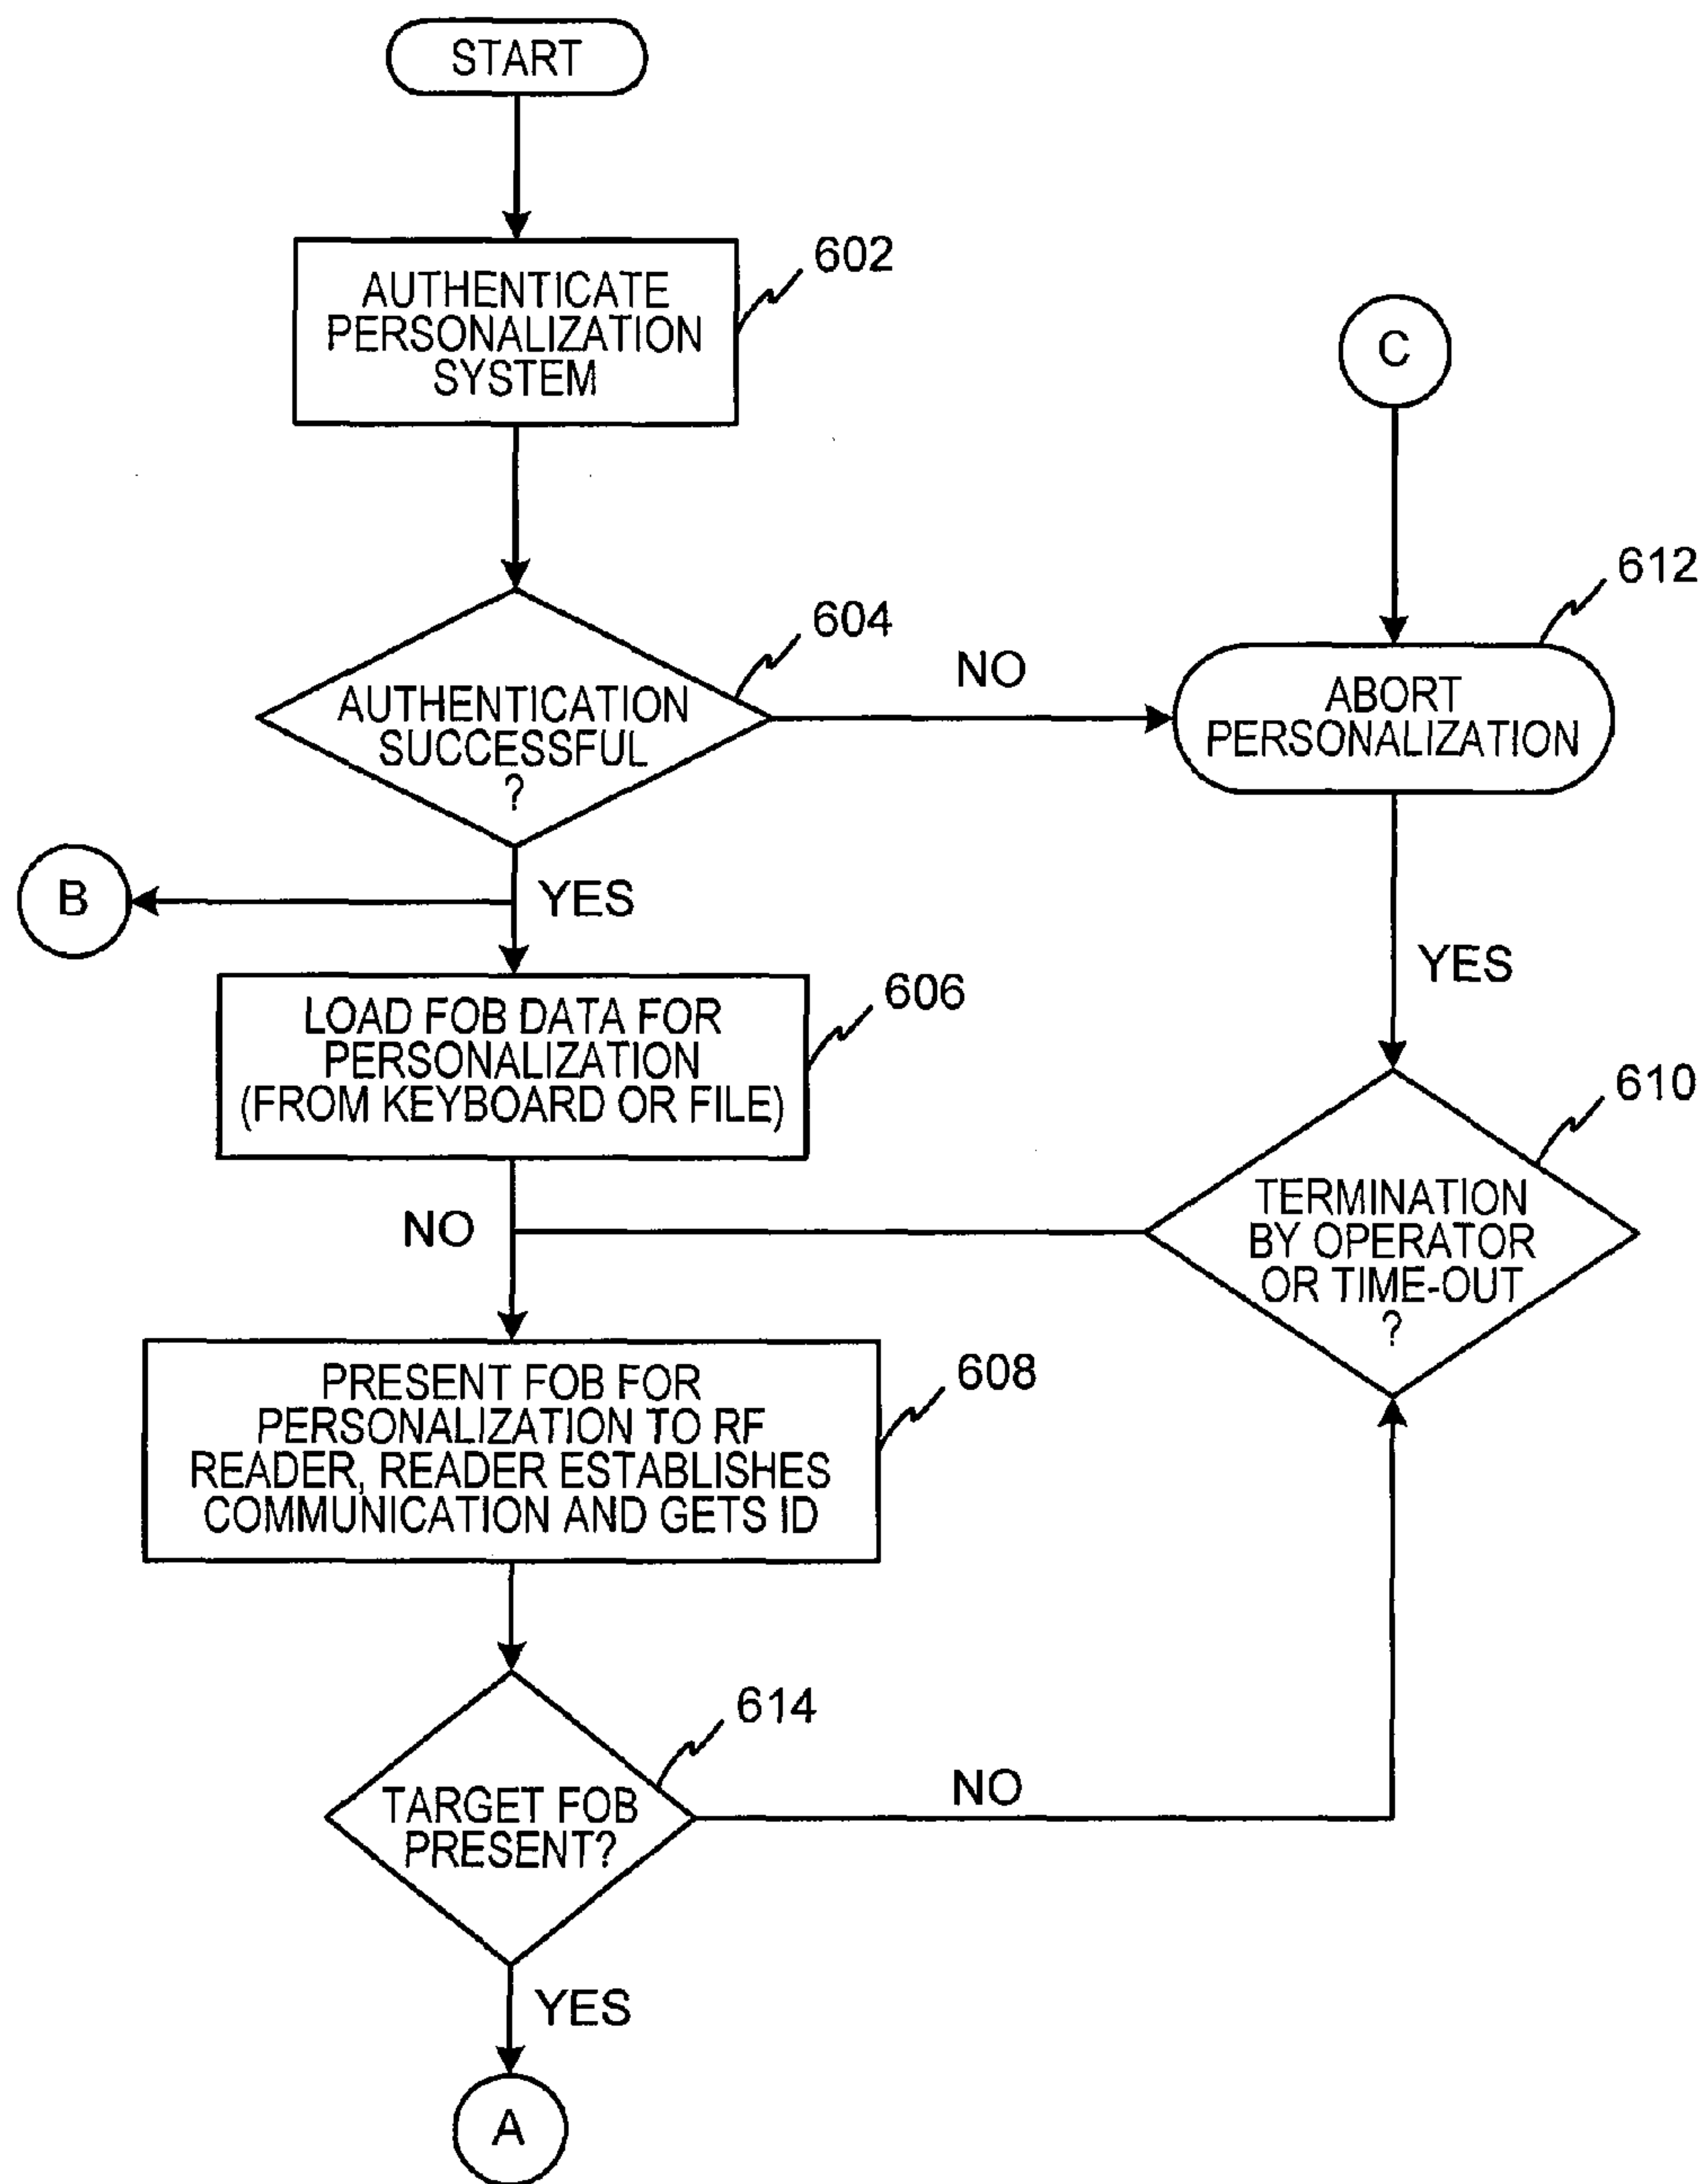 START
602
AUTHENTICATE
PERSONALIZATION
SYSTEM
C
604
612
NO
AUTHENTICATION
SUCCESSFUL
?
ABORT
PERSONALIZATION
B
YES
YES
606
LOAD FOB DATA FOR
PERSONALIZATION
(FROM KEYBOARD OR FILE)
610
TERMINATION
BY OPERATOR
OR TIME-OUT
?
NO
608
PRESENT FOB FOR
PERSONALIZATION TO RF
READER, READER ESTABLISHES
COMMUNICATION AND GETS ID
614
TARGET FOB
PRESENT?
NO
YES
A